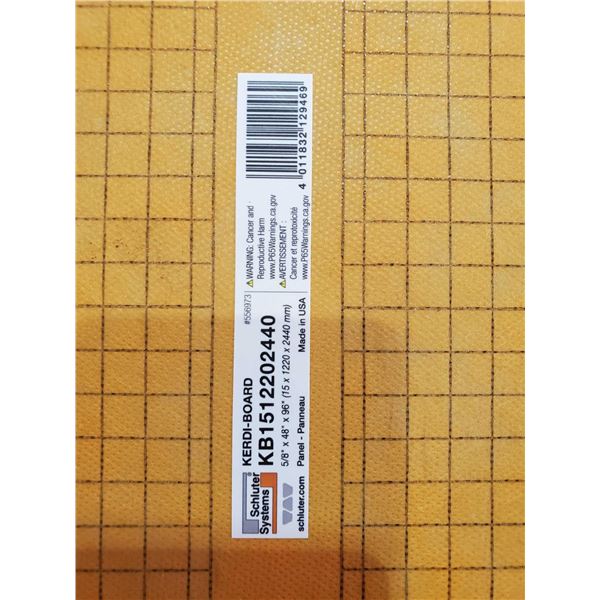 Schluter®
Systems
schluter.com
KERDI-BOARD
#556973
KB1512202440
5/8" x 48" x 96" (15 x 1220 x 2440 mm)
Panel - Panneau
Made in USA
WARNING: Cancer and
Reproductive Harm
www.P65Warnings.ca.gov
AVERTISSEMENT :
Cancer et reprotoxicité
www.P65Warnings.ca.gov
4 011832 129469